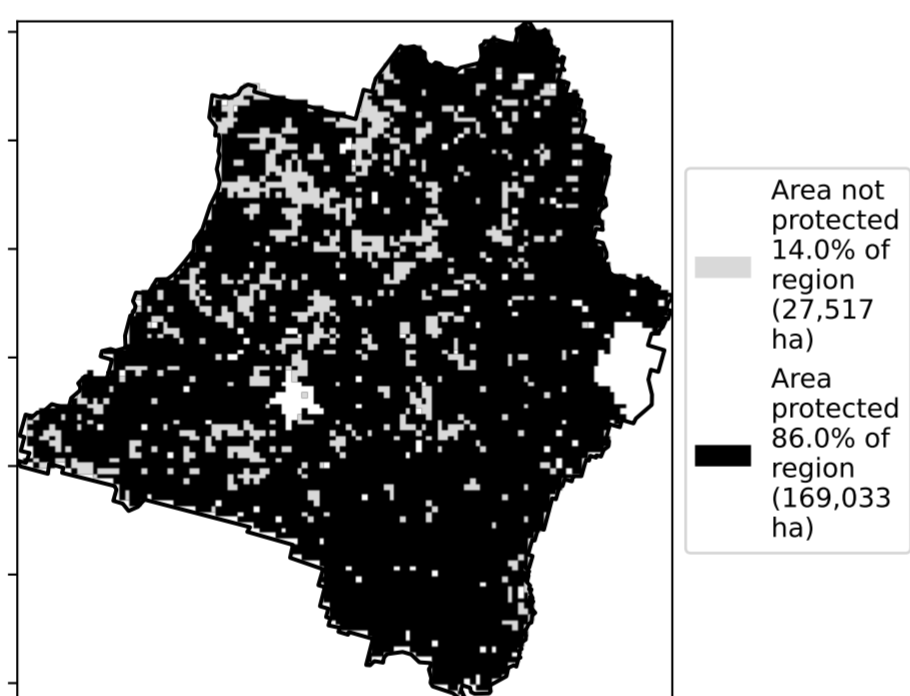 Area not
protected
14.0% of
region
(27,517
ha)
Area
protected
86.0% of
region
(169,033
ha)